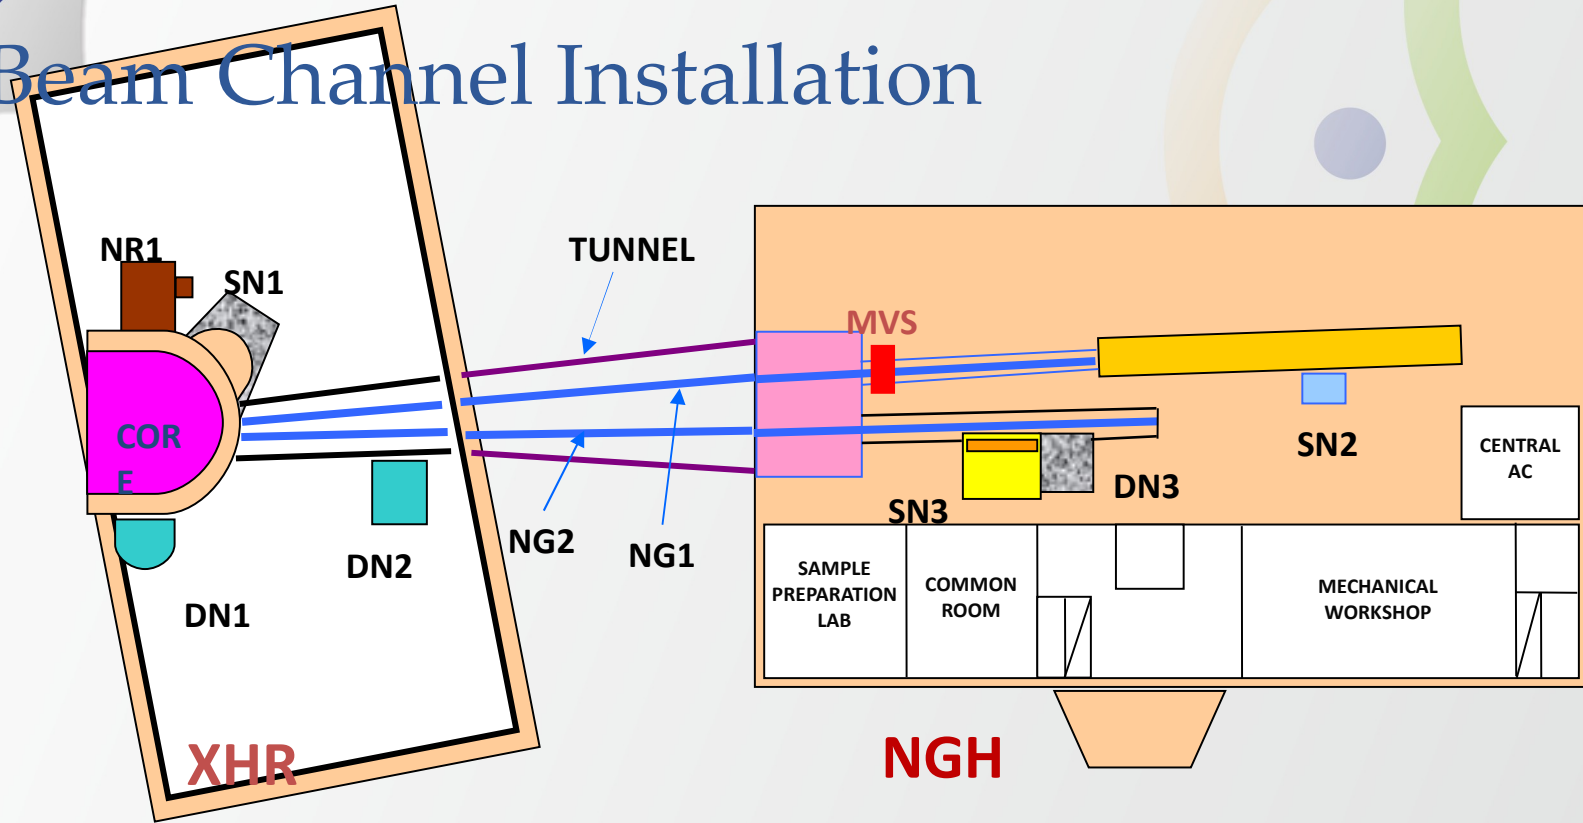 Beam Channel Installation
NR1
SN1
TUNNEL
MVS
COR
E
SN2
CENTRAL
AC
DN3
SN3
NG2
NG1
DN2
DN1
SAMPLE
PREPARATION
LAB
COMMON
ROOM
MECHANICAL
WORKSHOP
XHR
NGH